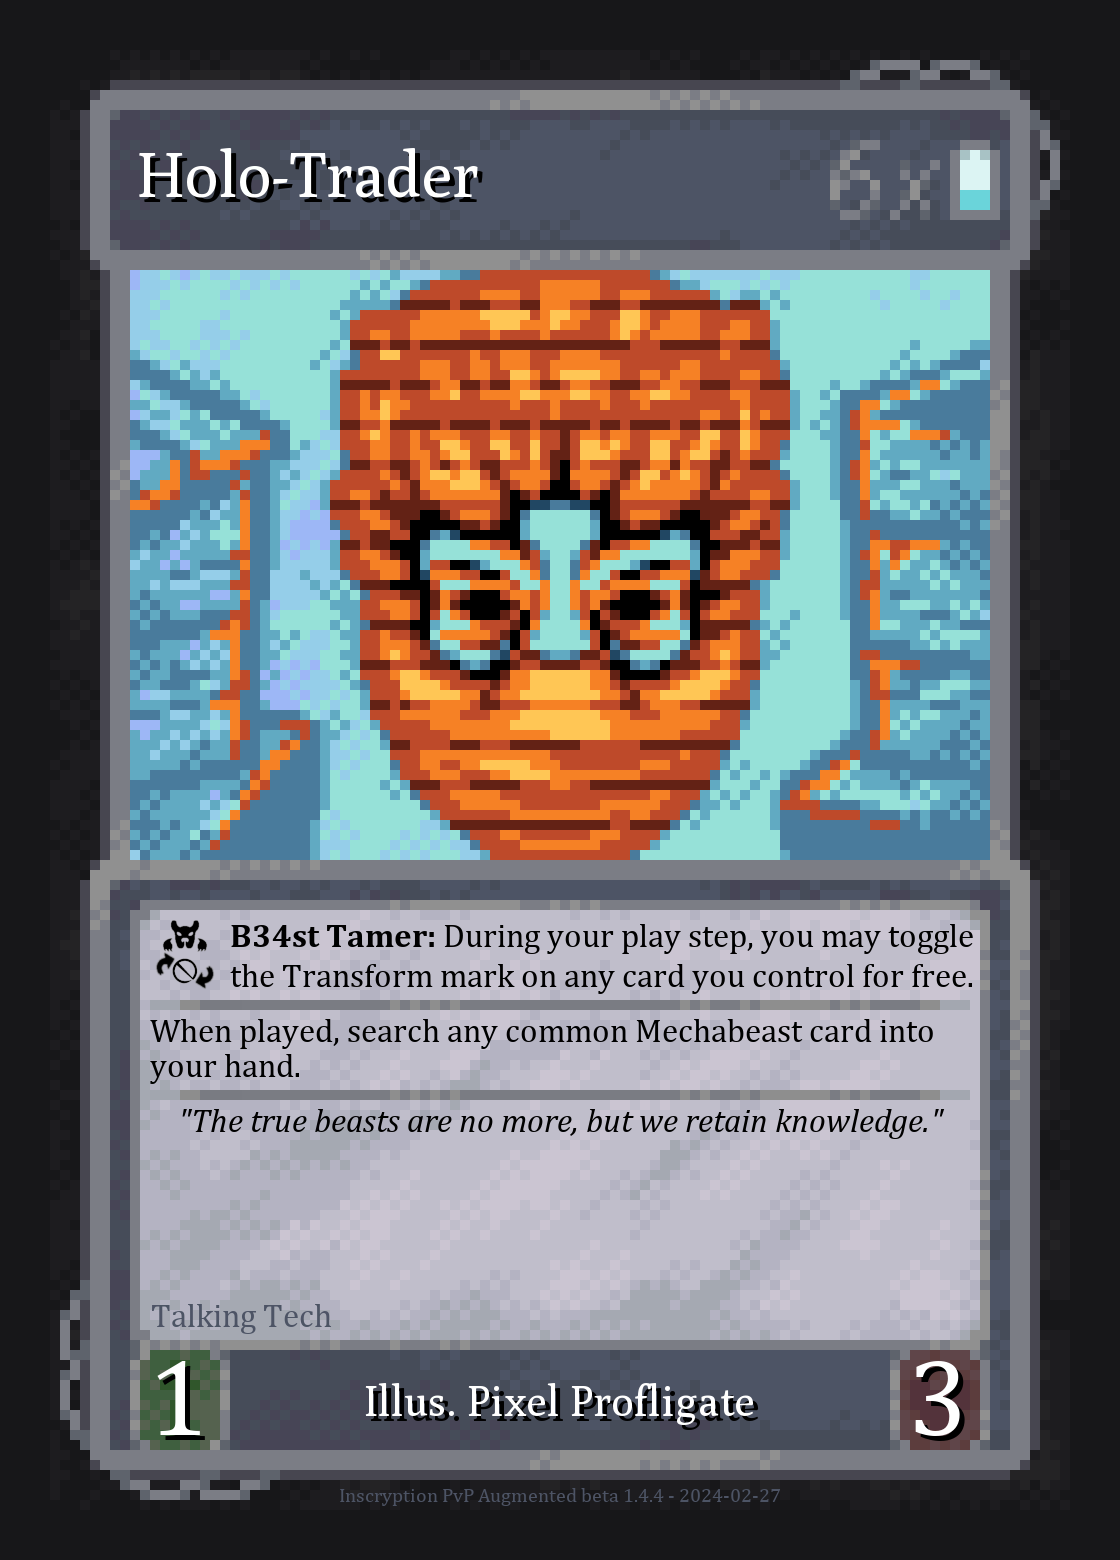 Holo-Trader 6x
B34st Tamer: During your play step, you may toggle
the Transform mark on any card you control for free.
When played, search any common Mechabeast card into
your hand.
"The true beasts are no more, but we retain knowledge."
Talking Tech
1 Illus. Pixel Profligate 3
Inscryption PvP Augmented beta 1.4.4 - 2024-02-27